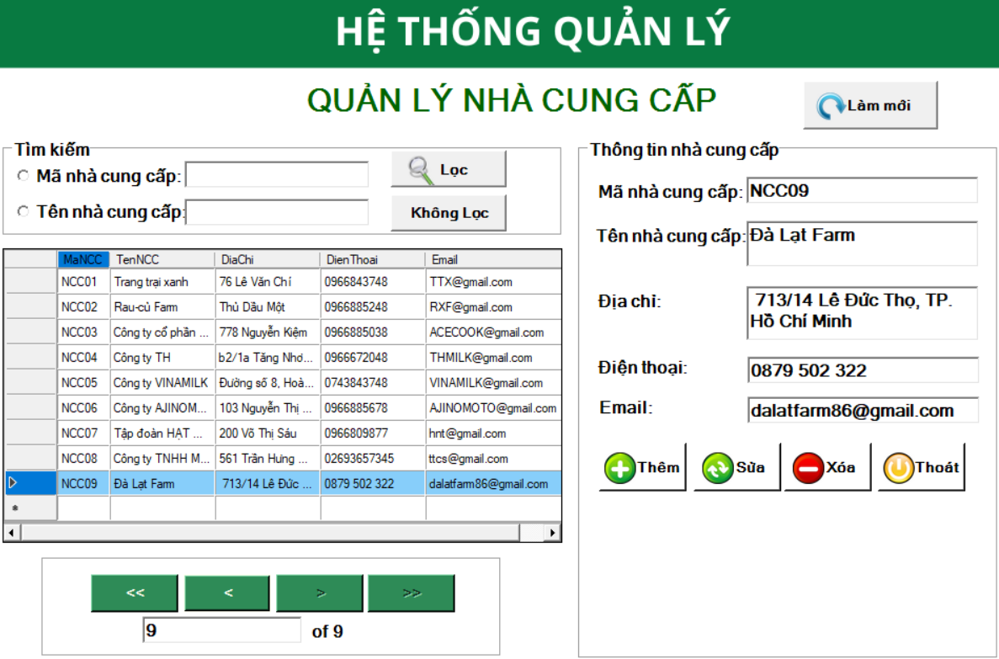 HỆ THỐNG QUẢN LÝ
QUẢN LÝ NHÀ CUNG CẤP
Làm mới
Tìm kiếm
Mã nhà cung cấp:
Lọc
Tên nhà cung cấp:
Không Lọc
MaNCC TenNCC DiaChi DienThoai Email
NCC01 Trang trại xanh 76 Lê Văn Chí 0966843748 TTX@gmail.com
NCC02 Rau-củ Farm Thủ Dầu Một 0966885248 RXF@gmail.com
NCC03 Công ty cổ phần ... 778 Nguyễn Kiệm 0966885038 ACECOOK@gmail.com
NCC04 Công ty TH b2/1a Tăng Nhơ... 0966672048 THMILK@gmail.com
NCC05 Công ty VINAMILK Đường số 8, Hoà... 0743843748 VINAMILK@gmail.com
NCC06 Công ty AJINOM... 103 Nguyễn Thị ... 0966885678 AJINOMOTO@gmail.com
NCC07 Tập đoàn HẠT ... 200 Võ Thị Sáu 0966809877 hnt@gmail.com
NCC08 Công ty TNHH M... 561 Trần Hưng ... 02693657345 ttcs@gmail.com
NCC09 Đà Lạt Farm 713/14 Lê Đức ... 0879 502 322 dalatfarm86@gmail.com
*
<< < > >>
9 of 9
Thông tin nhà cung cấp
Mã nhà cung cấp: NCC09
Tên nhà cung cấp: Đà Lạt Farm
Địa chỉ: 713/14 Lê Đức Thọ, TP.
Hồ Chí Minh
Điện thoại: 0879 502 322
Email: dalatfarm86@gmail.com
Thêm Sửa Xóa Thoát